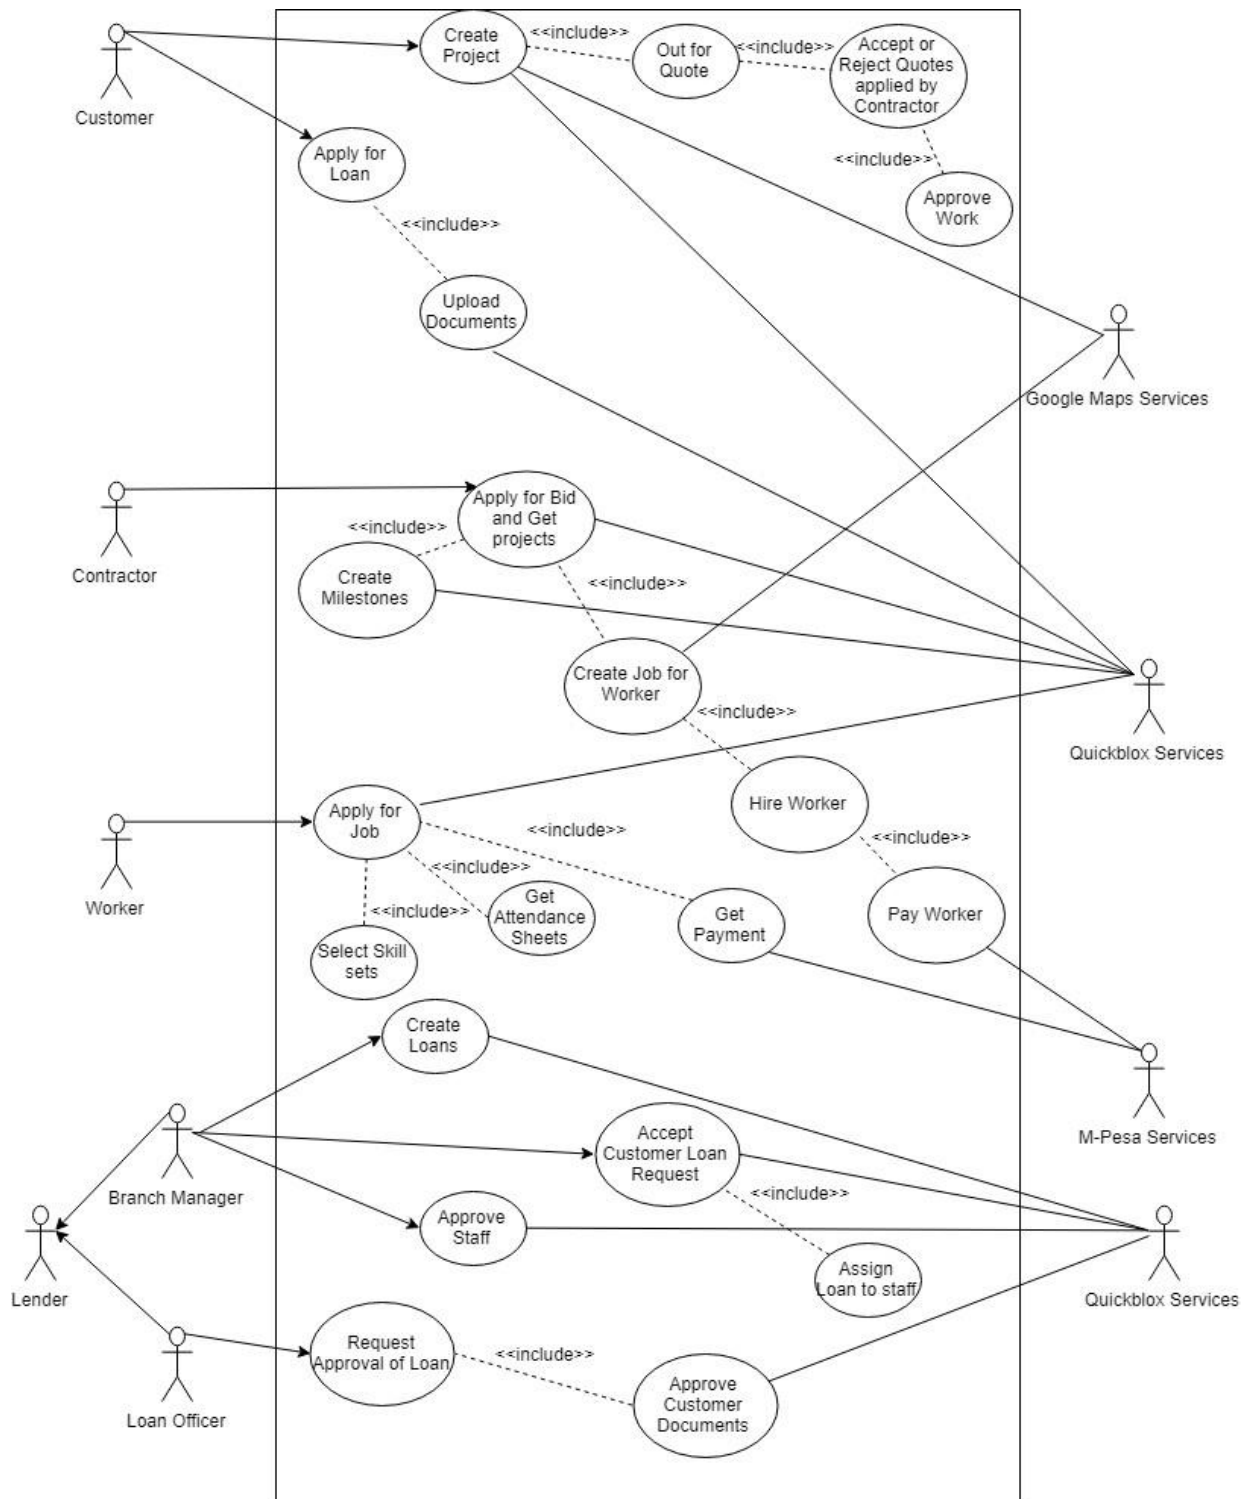 Create
Project
<<include>>
Out for
Quote
<<include>>
Accept or
Reject Quotes
applied by
Contractor
Customer
Apply for
Loan
<<include>>
Approve
Work
<<include>>
Upload
Documents
Google Maps Services
Apply for Bid
and Get
projects
<<include>>
Contractor
Create
Milestones
<<include>>
Create Job for
Worker
<<include>>
Quickblox Services
Hire Worker
Apply for
Job
<<include>>
<<include>>
<<include>>
Worker
Get
Attendance
Sheets
<<include>>
Get
Payment
Pay Worker
Select Skill
sets
Create
Loans
Accept
Customer Loan
Request
M-Pesa Services
Branch Manager
<<include>>
Approve
Staff
Assign
Loan to staff
Lender
Quickblox Services
Request
Approval of Loan
<<include>>
Approve
Customer
Documents
Loan Officer